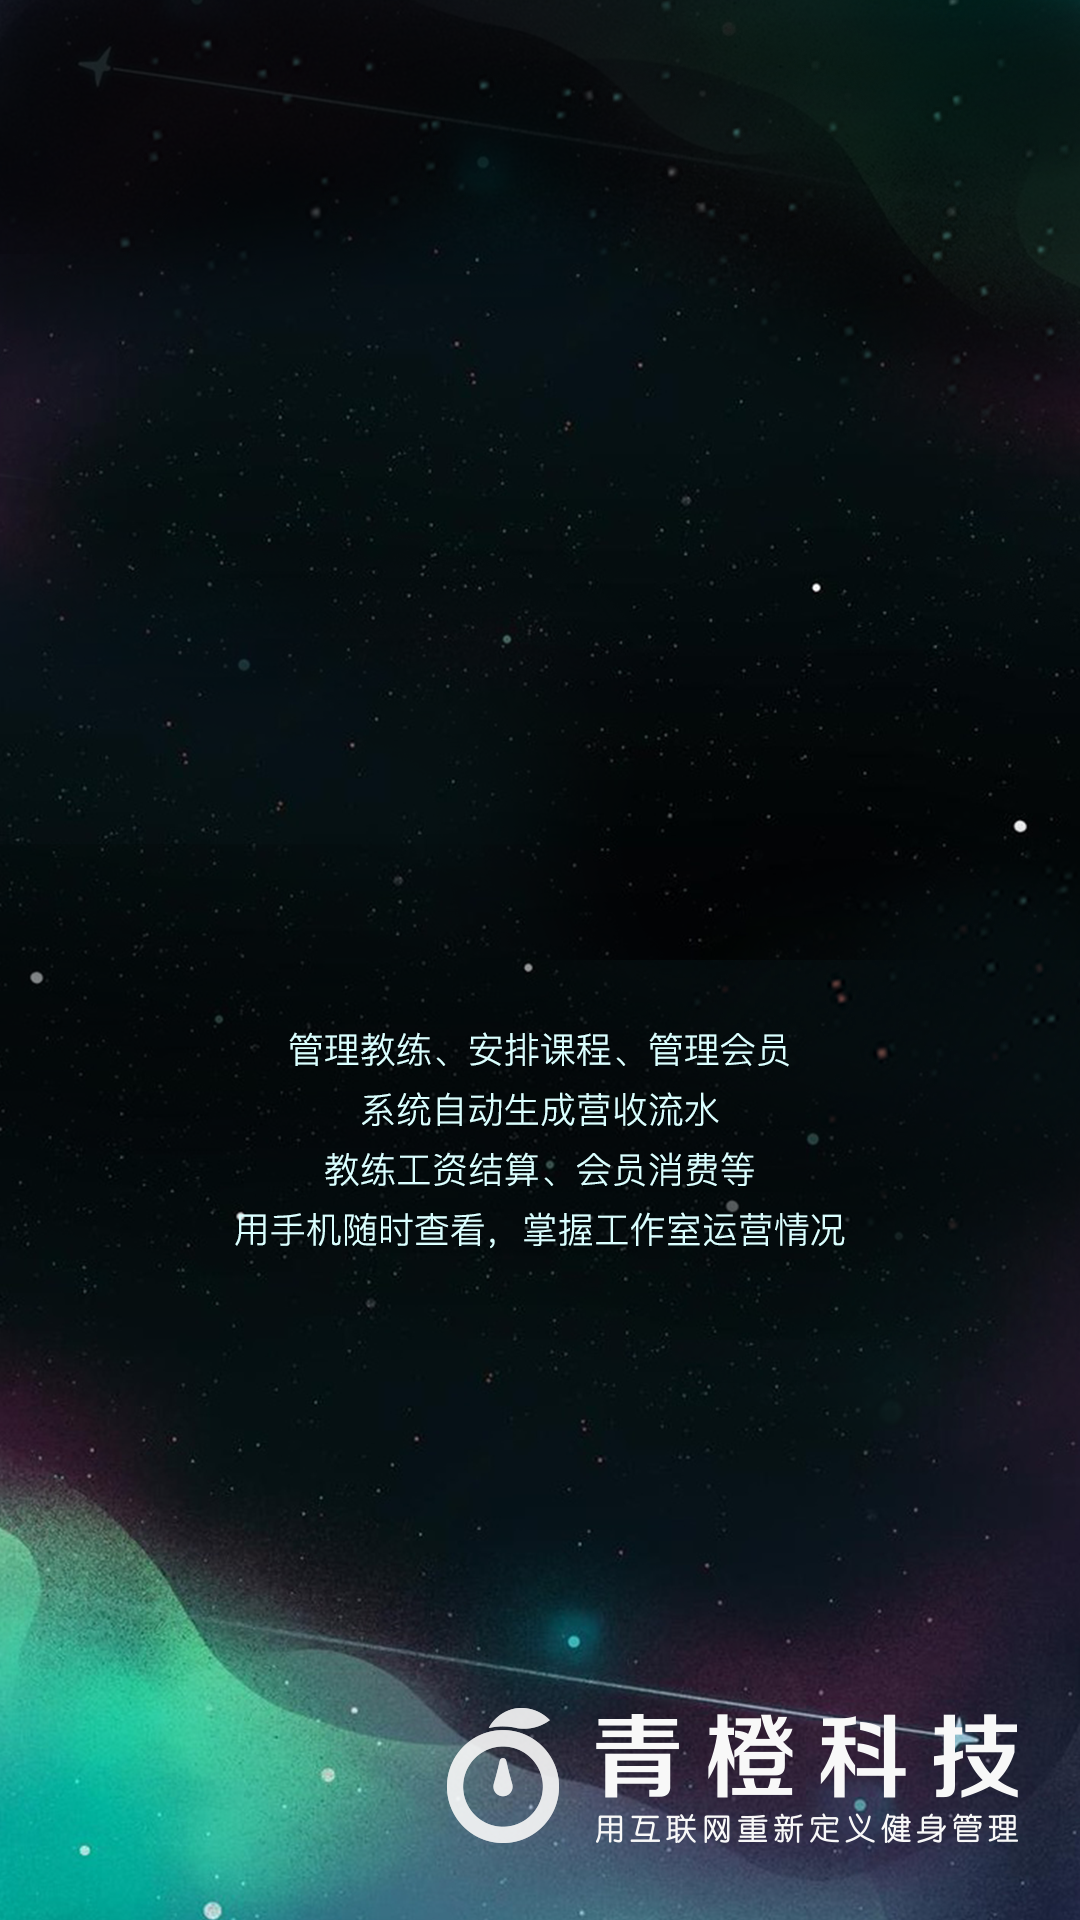 管理教练、安排课程、管理会员
系统自动生成营收流水
教练工资结算、会员消费等
用手机随时查看，掌握工作室运营情况
青橙科技
用互联网重新定义健身管理